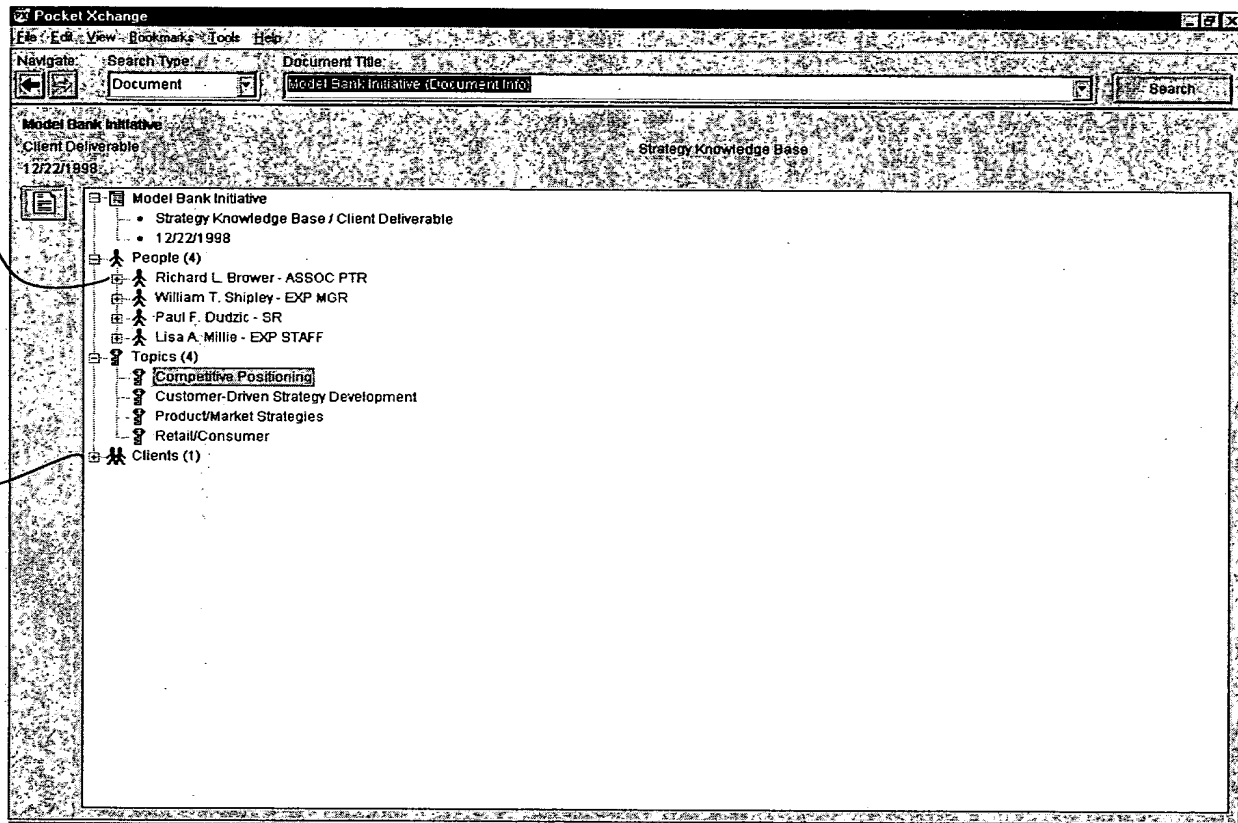 Pocket Xchange
File Edit View Bookmarks Tools Help
Navigate: Search Type: Document Title:
Document Model Bank Initiative (Document Info) Search
Model Bank Initiative
Client Deliverable Strategy Knowledge Base
12/22/1998
Model Bank Initiative
• Strategy Knowledge Base / Client Deliverable
• 12/22/1998
People (4)
Richard L. Brower - ASSOC PTR
William T. Shipley - EXP MGR
Paul F. Dudzic - SR
Lisa A. Millie - EXP STAFF
Topics (4)
Competitive Positioning
Customer-Driven Strategy Development
Product/Market Strategies
Retail/Consumer
Clients (1)